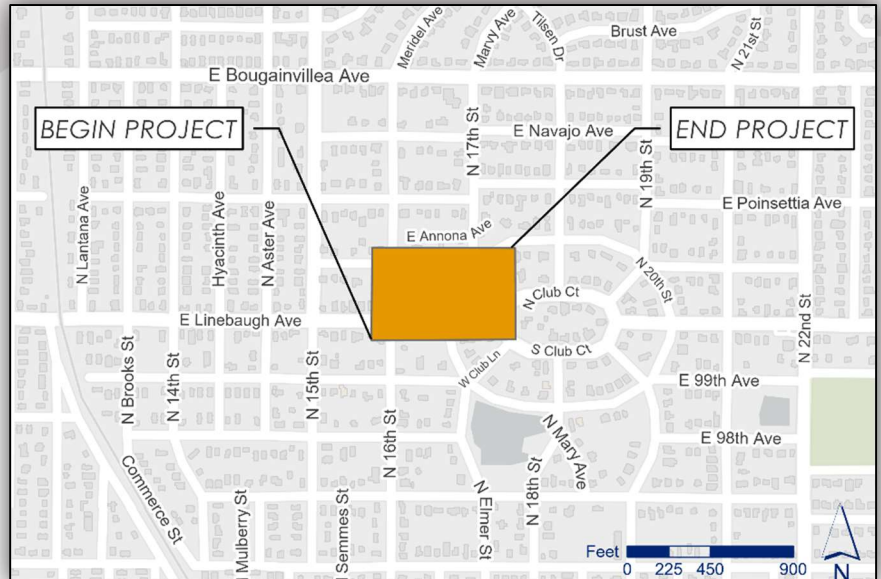 Meridel Ave
Marvy Ave
Tilsen Dr
Brust Ave
N 21st St
E Bougainvillea Ave
BEGIN PROJECT
END PROJECT
N 17th St
E Navajo Ave
N 19th St
N Lantana Ave
Hyacinth Ave
N Aster Ave
E Poinsettia Ave
E Annona Ave
N 20th St
N Club Ct
E Linebaugh Ave
N 22nd St
S Club Ct
W Club Ln
N Brooks St
N 14th St
N 15th St
E 99th Ave
N 16th St
N Mary Ave
E 98th Ave
Commerce St
N Mulberry St
N Semmes St
N Elmer St
N 18th St
Feet
0 225 450 900
N